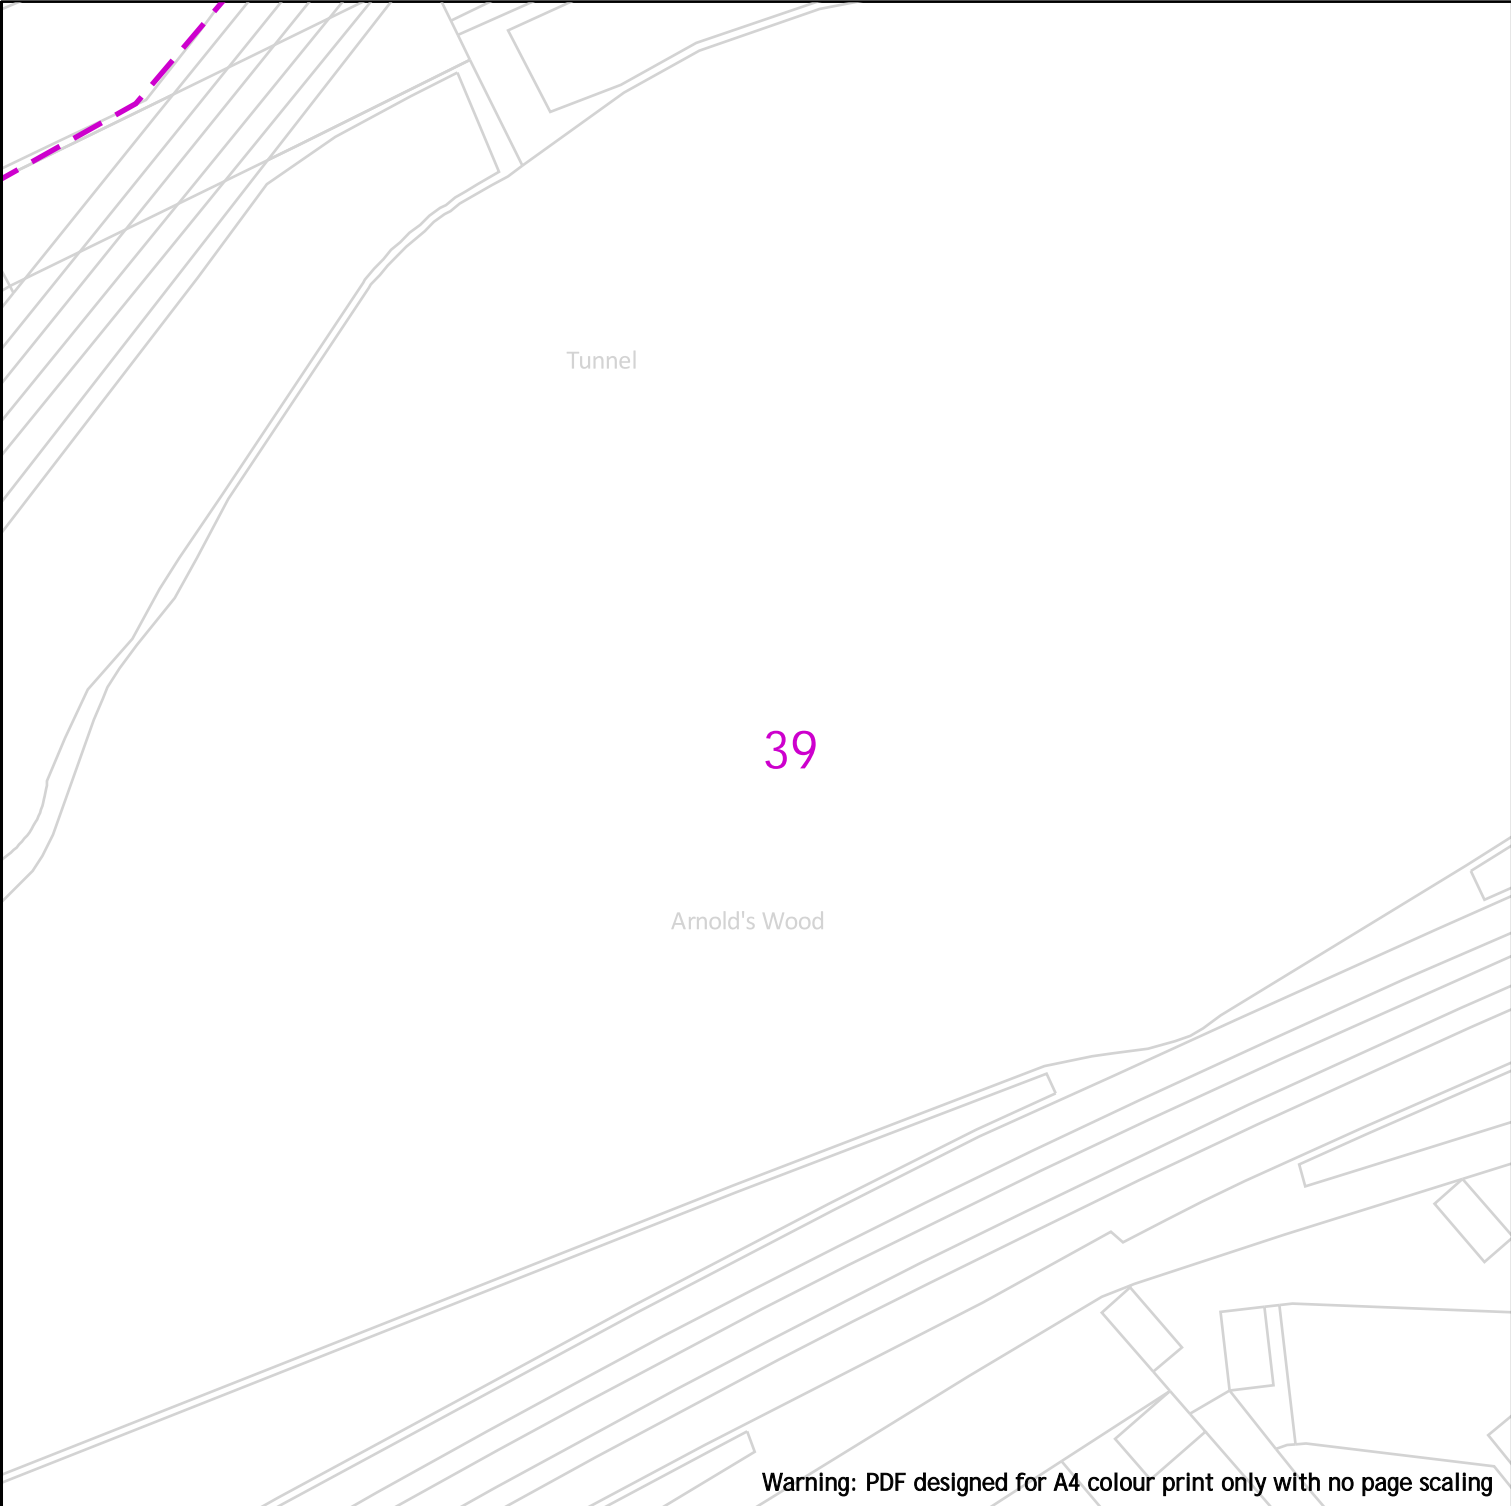 Tunnel
39
Arnold's Wood
Warning: PDF designed for A4 colour print only with no page scaling